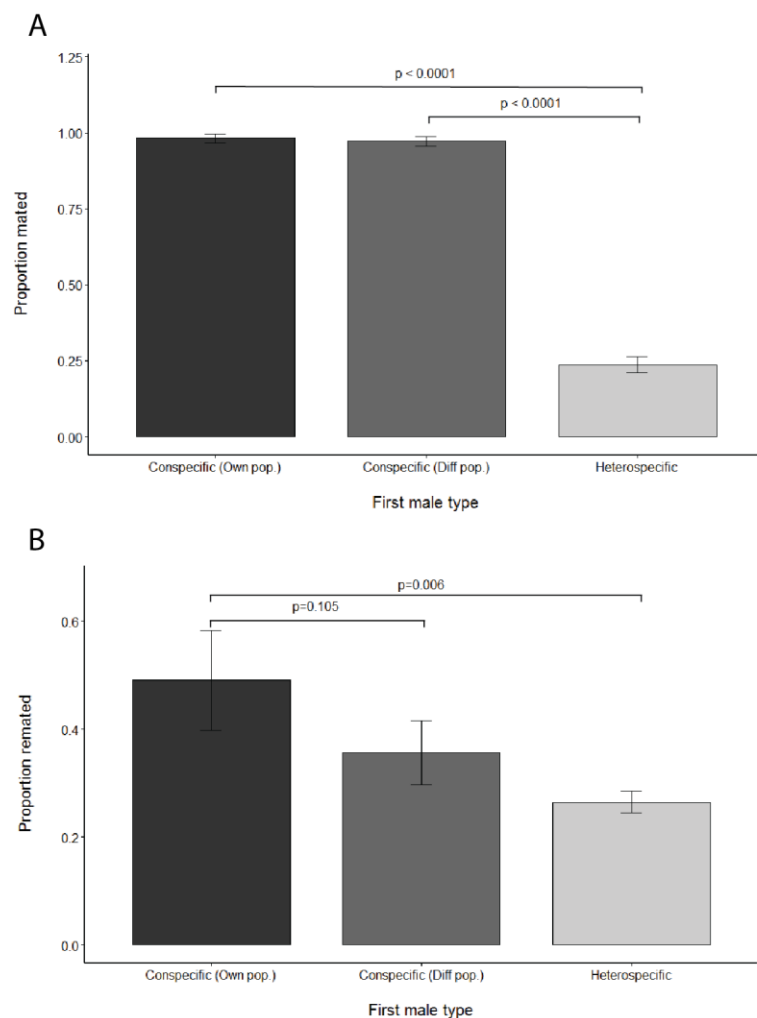 A
1.25
p < 0.0001
p < 0.0001
1.00
0.75
Proportion mated
0.50
0.25
0.00
Conspecific (Own pop.) Conspecific (Diff pop.) Heterospecific
First male type
B
p=0.006
p=0.105
0.6
0.4
Proportion remated
0.2
0.0
Conspecific (Own pop.) Conspecific (Diff pop.) Heterospecific
First male type